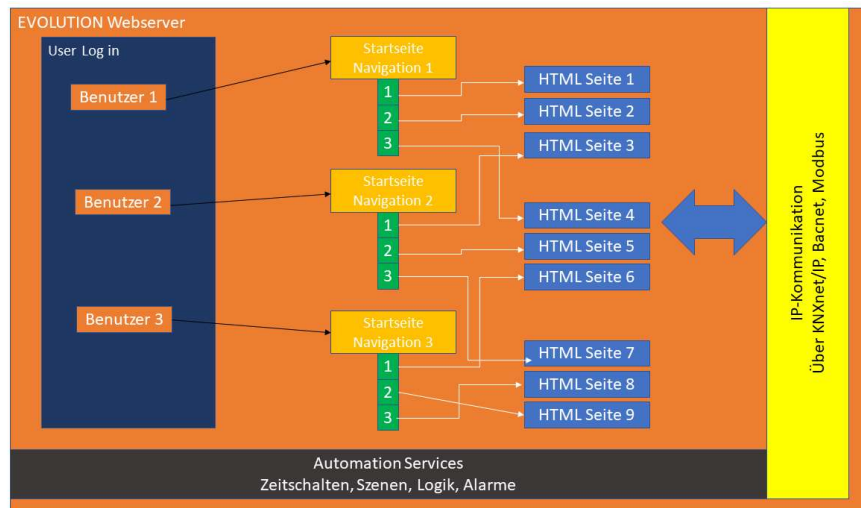 EVOLUTION Webserver
User Log in
Benutzer 1
Benutzer 2
Benutzer 3
Startseite
Navigation 1
1
2
3
Startseite
Navigation 2
1
2
3
Startseite
Navigation 3
1
2
3
HTML Seite 1
HTML Seite 2
HTML Seite 3
HTML Seite 4
HTML Seite 5
HTML Seite 6
HTML Seite 7
HTML Seite 8
HTML Seite 9
IP-Kommunikation
Über KNXnet/IP, Bacnet, Modbus
Automation Services
Zeitschalten, Szenen, Logik, Alarme